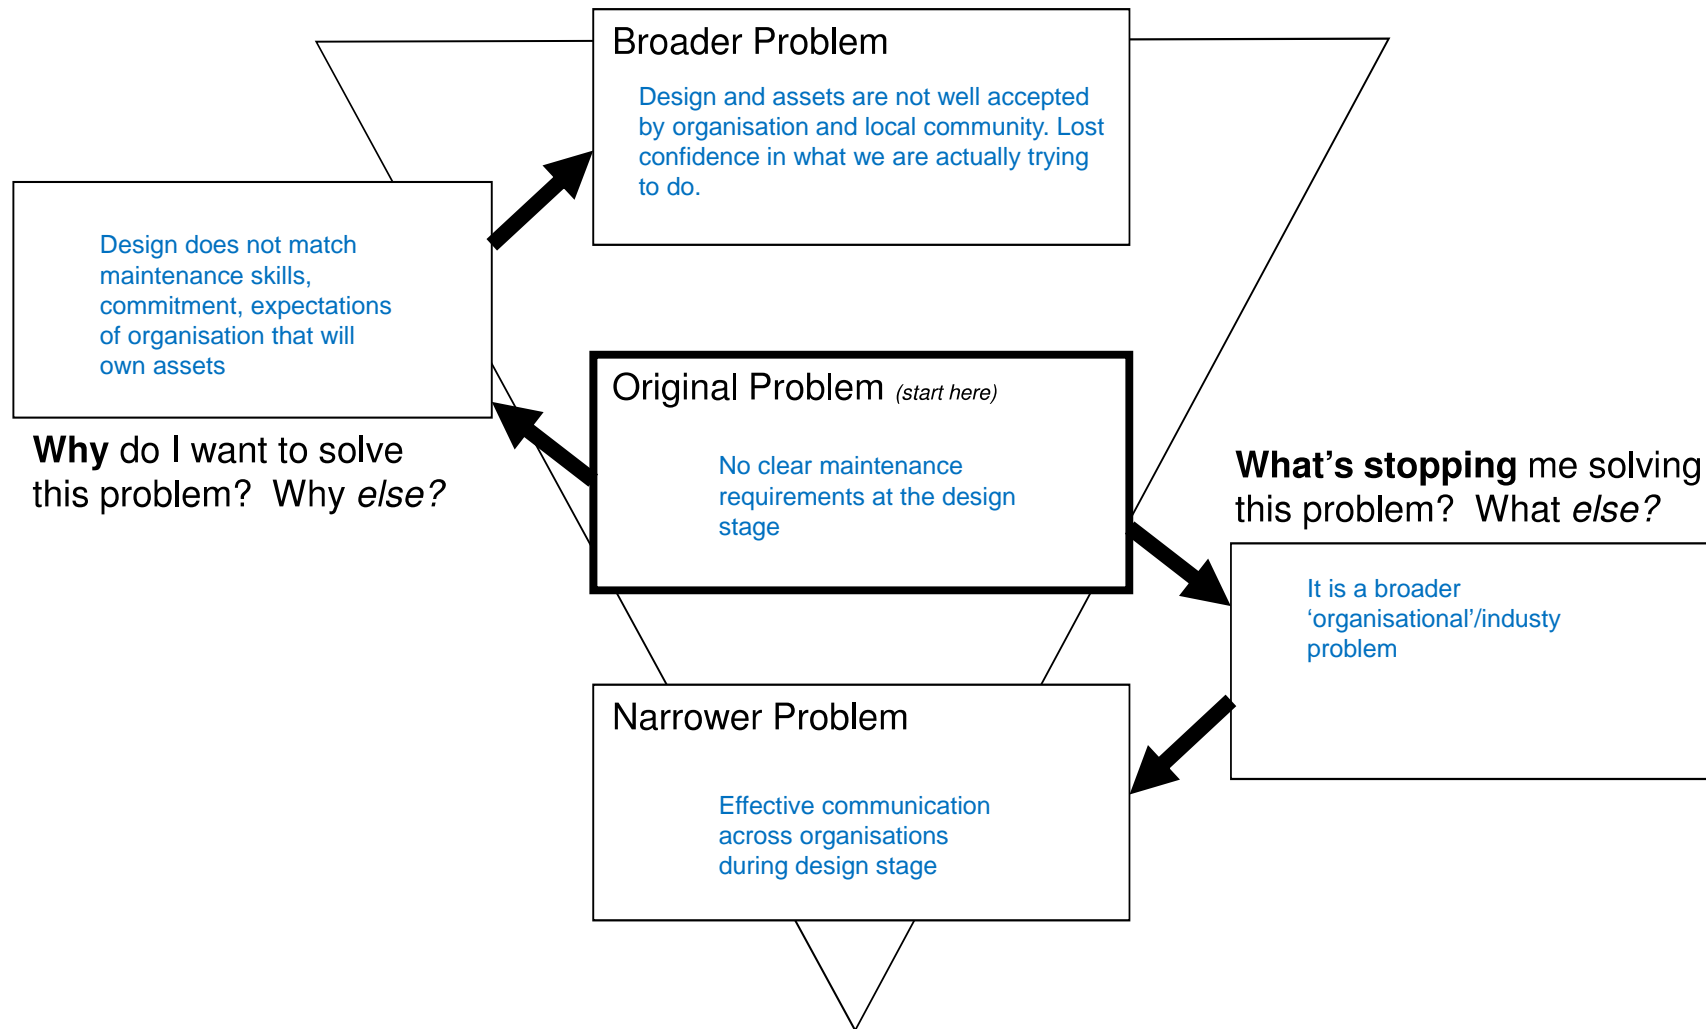 Broader Problem
Design and assets are not well accepted
by organisation and local community. Lost
confidence in what we are actually trying
to do.
Design does not match
maintenance skills,
commitment, expectations
of organisation that will
own assets
Why do I want to solve
this problem?  Why else?
Original Problem (start here)
No clear maintenance
requirements at the design
stage
What’s stopping me solving
this problem?  What else?
It is a broader
‘organisational’/industy
problem
Narrower Problem
Effective communication
across organisations
during design stage